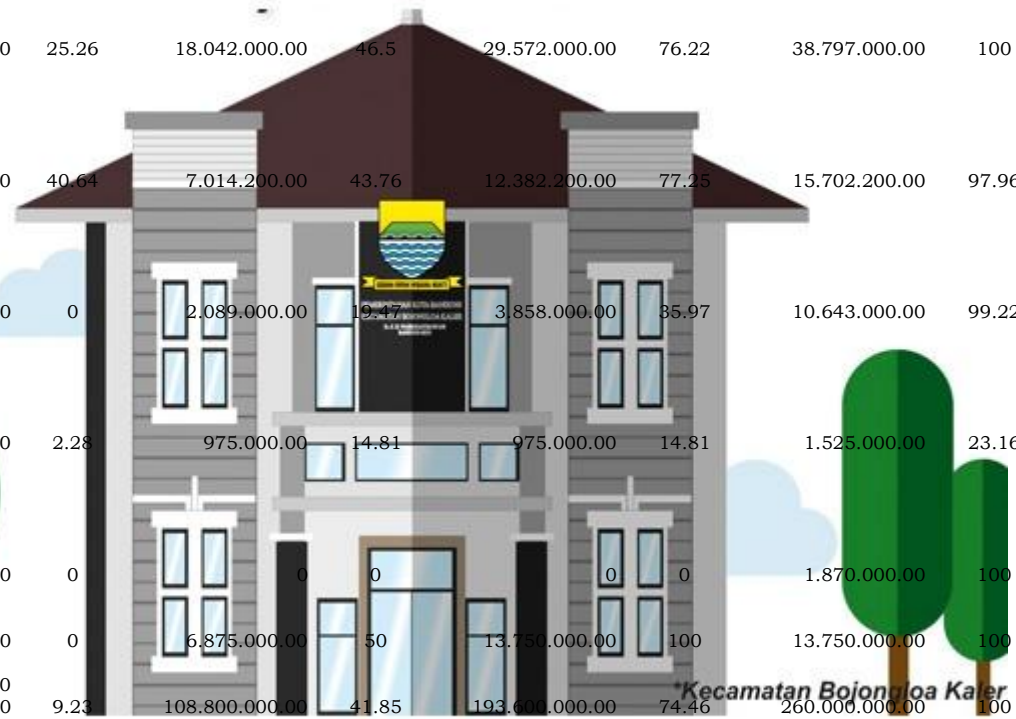 0 25.26 18.042.000.00 46.5 29.572.000.00 76.22 38.797.000.00 100
0 40.64 7.014.200.00 43.76 12.382.200.00 77.25 15.702.200.00 97.96
0 0 2.089.000.00 19.47 3.858.000.00 35.97 10.643.000.00 99.22
0 2.28 975.000.00 14.81 975.000.00 14.81 1.525.000.00 23.16
0 0 0 0 0 0 1.870.000.00 100
0 0 6.875.000.00 50 13.750.000.00 100 13.750.000.00 100
0
*Kecamatan Bojongloa Kaler
0 9.23 108.800.000.00 41.85 193.600.000.00 74.46 260.000.000.00 100